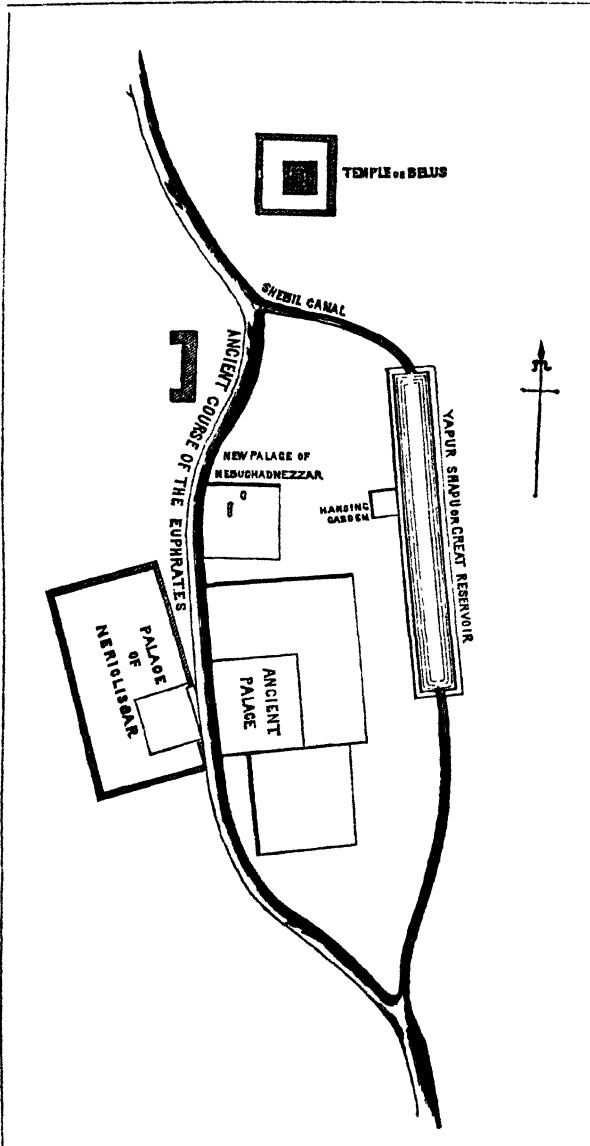 TEMPLE OF BELUS
SHEBIL CANAL
ANCIENT COURSE OF THE EUPHRATES
YAPUR SHAPU OR GREAT RESERVOIR
NEW PALACE OF
NEBUCHADNEZZAR
HANGING
GARDEN
PALACE
OF
NERIGLISSAR
ANCIENT
PALACE